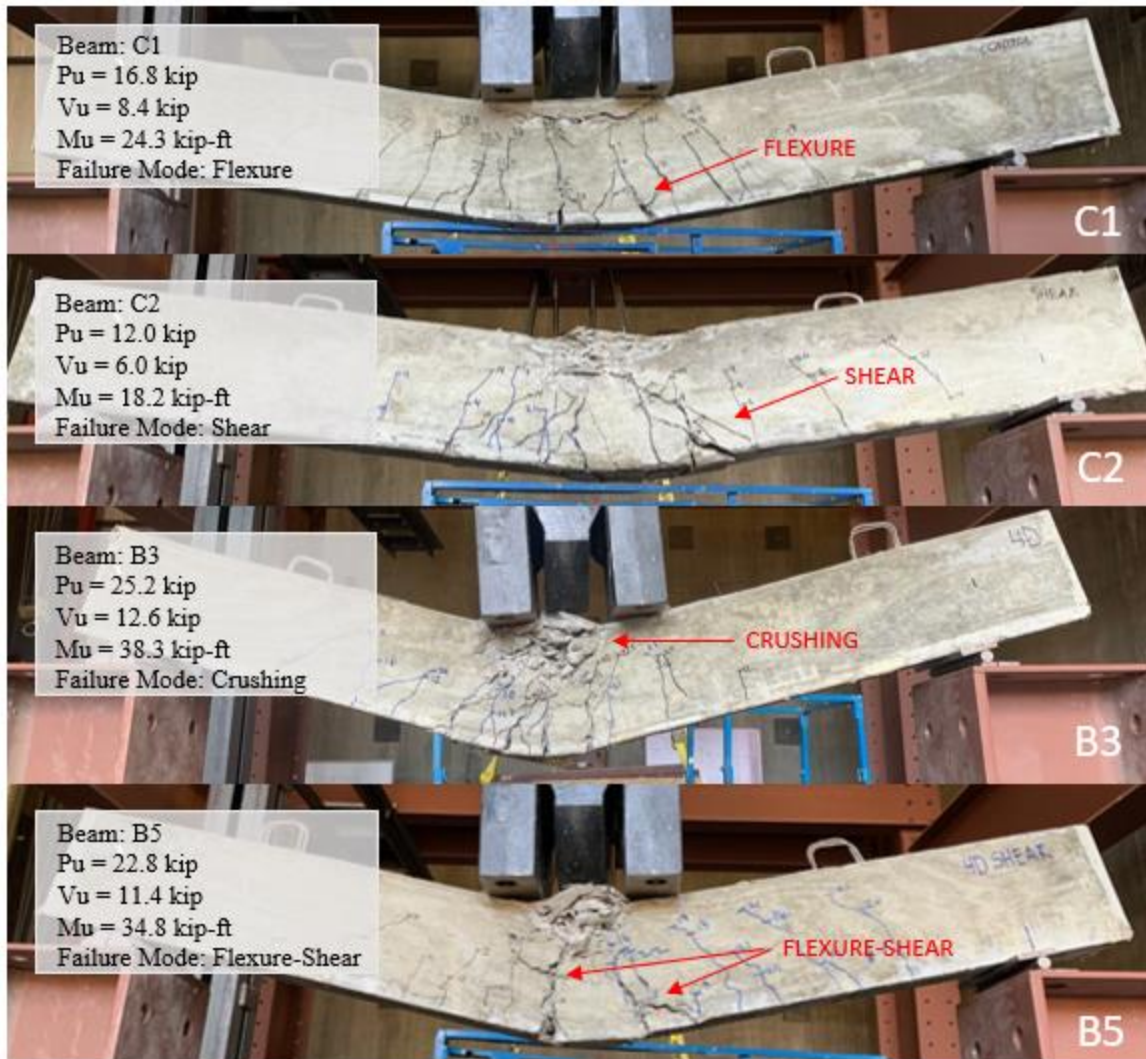 Beam: C1
Pu = 16.8 kip
Vu = 8.4 kip
Mu = 24.3 kip-ft
Failure Mode: Flexure
CONTROL
FLEXURE
C1
Beam: C2
Pu = 12.0 kip
Vu = 6.0 kip
Mu = 18.2 kip-ft
Failure Mode: Shear
SHEAR
SHEAR
C2
Beam: B3
Pu = 25.2 kip
Vu = 12.6 kip
Mu = 38.3 kip-ft
Failure Mode: Crushing
4D
CRUSHING
B3
Beam: B5
Pu = 22.8 kip
Vu = 11.4 kip
Mu = 34.8 kip-ft
Failure Mode: Flexure-Shear
4D SHEAR
FLEXURE-SHEAR
B5